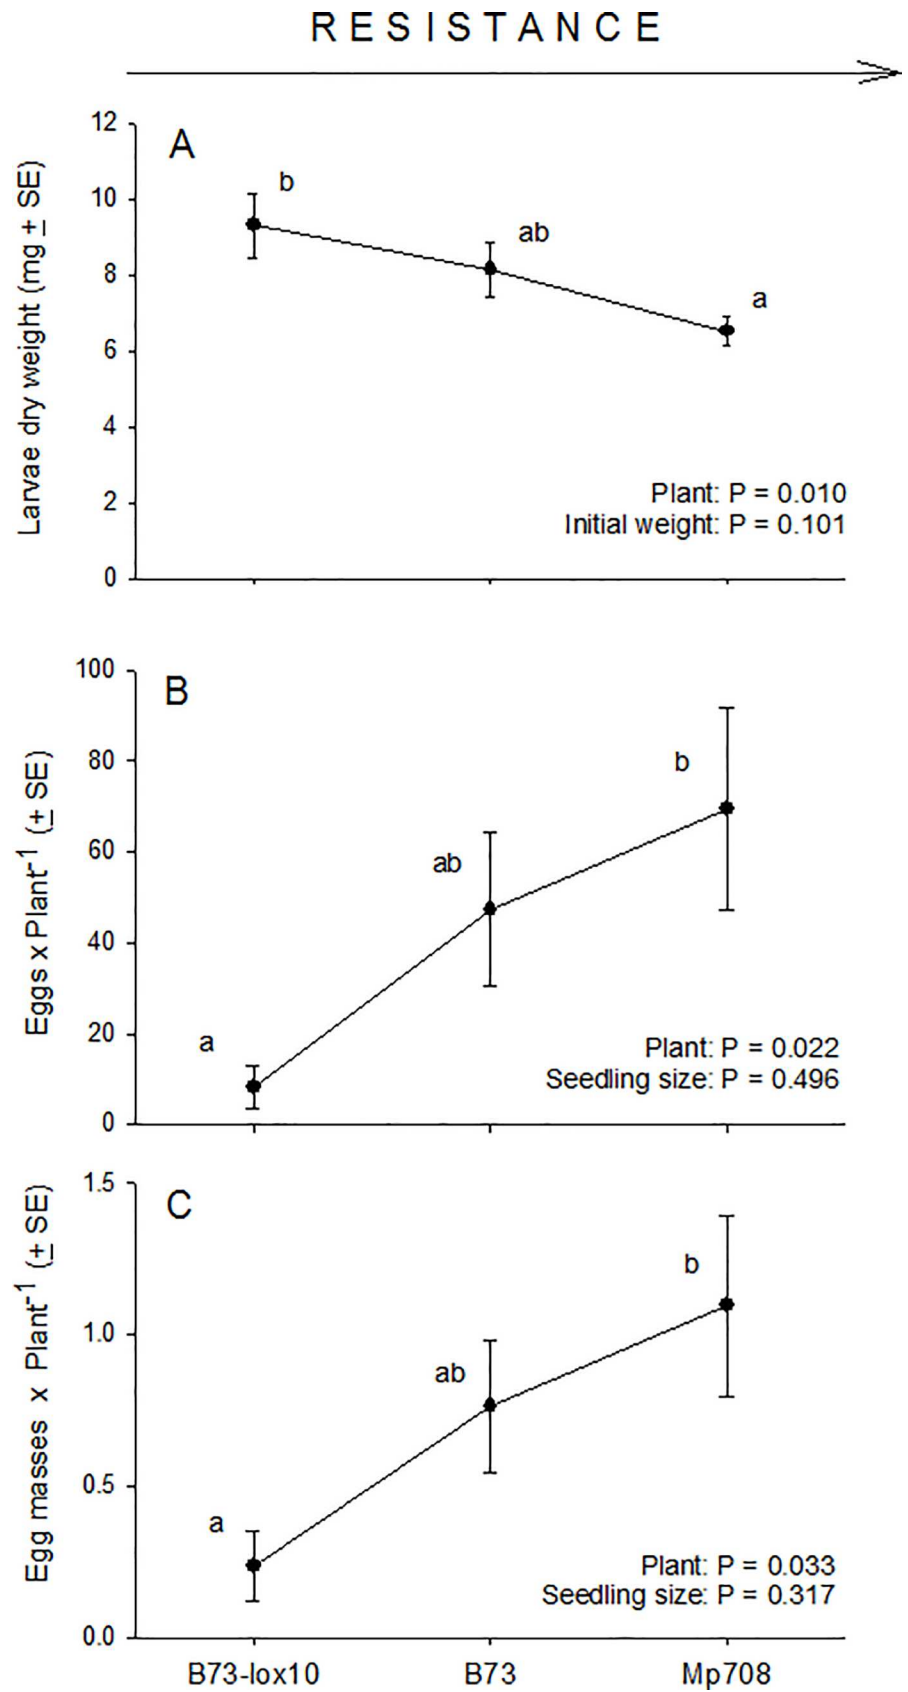 RESISTANCE
A
Larvae dry weight (mg ± SE)
12
10
8
6
4
2
0
b
ab
a
Plant: P = 0.010
Initial weight: P = 0.101
B
Eggs x Plant⁻¹ (± SE)
100
80
60
40
20
0
a
ab
b
Plant: P = 0.022
Seedling size: P = 0.496
C
Egg masses x Plant⁻¹ (± SE)
1.5
1.0
0.5
0.0
a
ab
b
Plant: P = 0.033
Seedling size: P = 0.317
B73-lox10 B73 Mp708